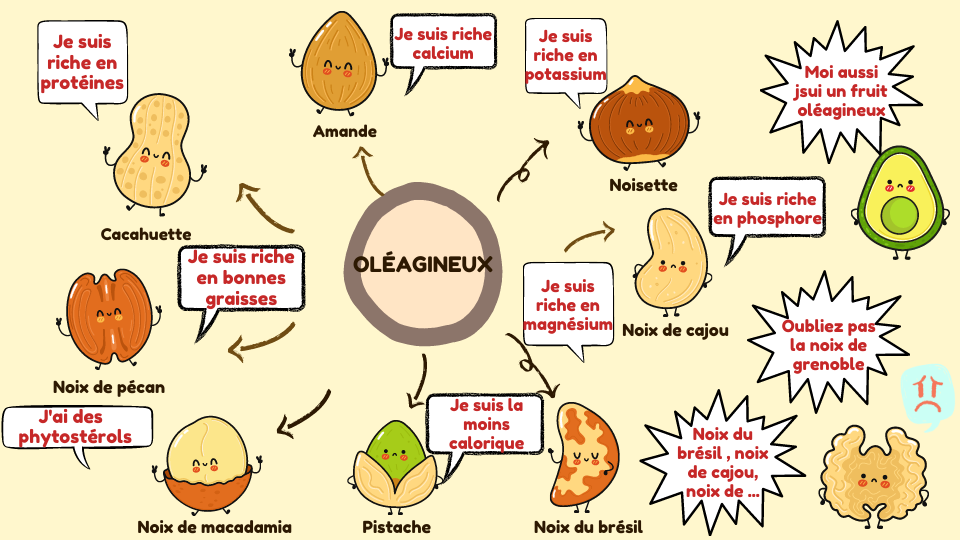 Je suis
riche en
protéines
Cacahuette
Je suis riche
calcium
Amande
Je suis
riche en
potassium
Noisette
Moi aussi
jsui un fruit
oléagineux
OLÉAGINEUX
Je suis riche
en phosphore
Noix de cajou
Je suis riche
en bonnes
graisses
Noix de pécan
Je suis
riche en
magnésium
Oubliez pas
la noix de
grenoble
J'ai des
phytostérols
Noix de macadamia
Je suis la
moins
calorique
Pistache
Noix du brésil
Noix du
brésil , noix
de cajou,
noix de ...